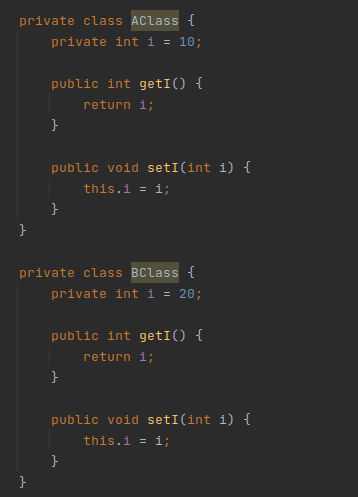 private class AClass {
    private int i = 10;

    public int getI() {
        return i;
    }

    public void setI(int i) {
        this.i = i;
    }
}

private class BClass {
    private int i = 20;

    public int getI() {
        return i;
    }

    public void setI(int i) {
        this.i = i;
    }
}